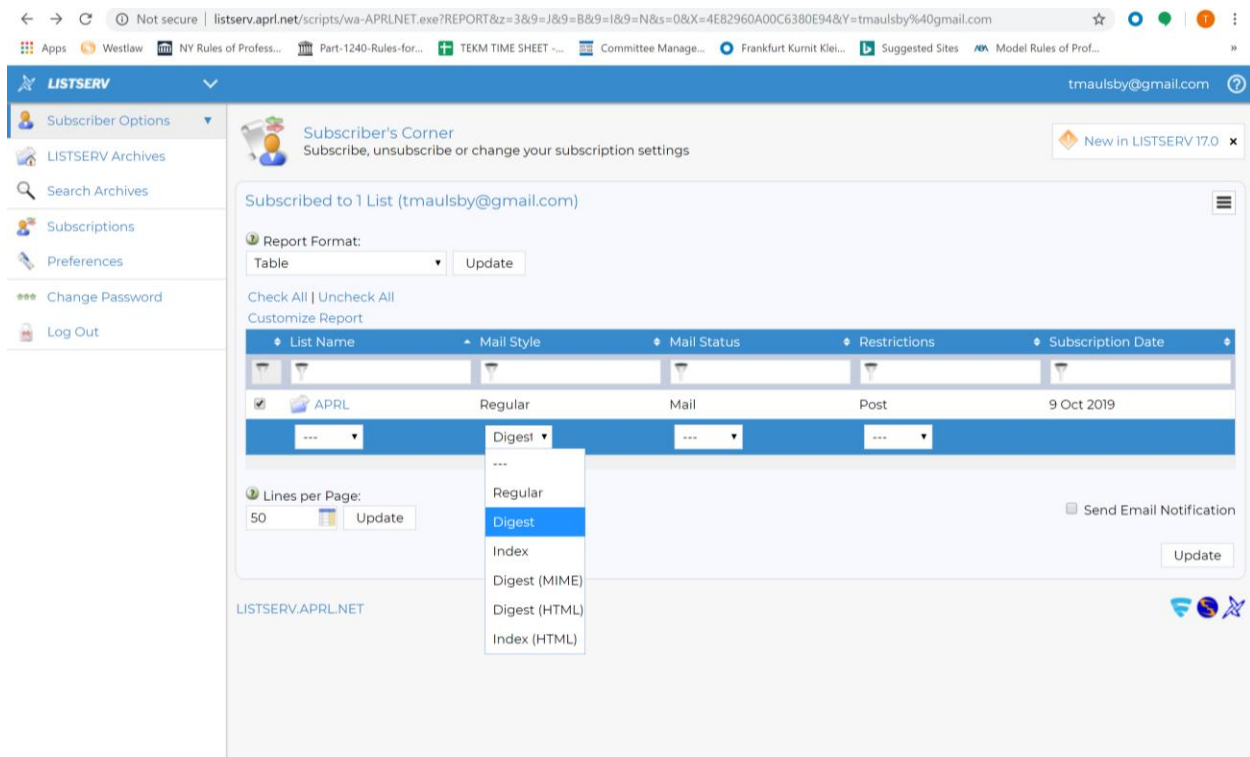 Not secure | listserv.aprl.net/scripts/wa-APRLNET.exe?REPORT&z=3&9=J&9=B&9=I&9=N&s=0&X=4E82960A00C6380E94&Y=tmaulsby%40gmail.com T
Apps Westlaw NY Rules of Profess... Part-1240-Rules-for... TEKM TIME SHEET -... Committee Manage... Frankfurt Kurnit Klei... Suggested Sites Model Rules of Prof... »
LISTSERV tmaulsby@gmail.com
Subscriber Options
LISTSERV Archives
Search Archives
Subscriptions
Preferences
Change Password
Log Out
Subscriber's Corner
Subscribe, unsubscribe or change your subscription settings
New in LISTSERV 17.0 x
Subscribed to 1 List (tmaulsby@gmail.com)
Report Format:
Table Update
Check All | Uncheck All
Customize Report
List Name Mail Style Mail Status Restrictions Subscription Date
APRL Regular Mail Post 9 Oct 2019
--- Digest --- ---
---
Regular
Digest
Index
Digest (MIME)
Digest (HTML)
Index (HTML)
Lines per Page:
50 Update
Send Email Notification
Update
LISTSERV.APRL.NET